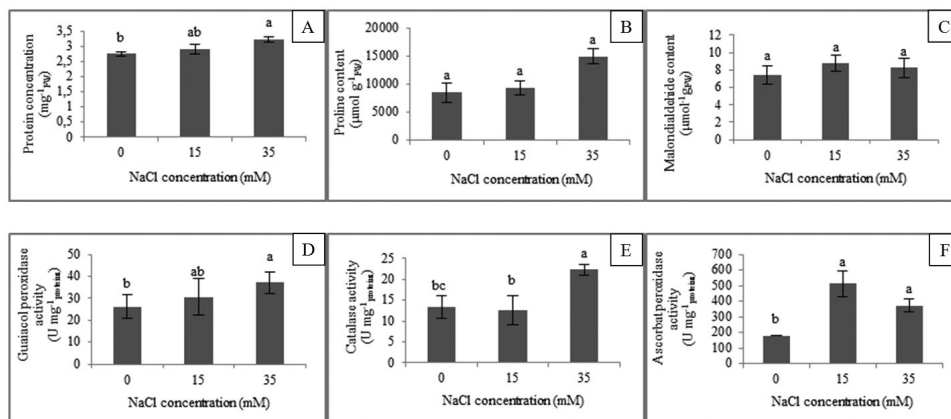 A
Protein concentration
(mg⁻¹FW)
3,5
3
2,5
2
1,5
1
0,5
0
b
ab
a
0
15
35
NaCl concentration (mM)
B
Proline content
(µmol g⁻¹FW)
20000
15000
10000
5000
0
a
a
a
0
15
35
NaCl concentration (mM)
C
Malondialdehide content
(µmol⁻¹gFW)
12
10
8
6
4
2
0
a
a
a
0
15
35
NaCl concentration (mM)
D
Guaiacol peroxidase
activity
(U mg⁻¹proteins)
50
40
30
20
10
0
b
ab
a
0
15
35
NaCl concentration (mM)
E
Catalase activity
(U mg⁻¹proteins)
25
20
15
10
5
0
bc
b
a
0
15
35
NaCl concentration (mM)
F
Ascorbat peroxidase
activity
(U mg⁻¹proteins)
700
600
500
400
300
200
100
0
b
a
a
0
15
35
NaCl concentration (mM)